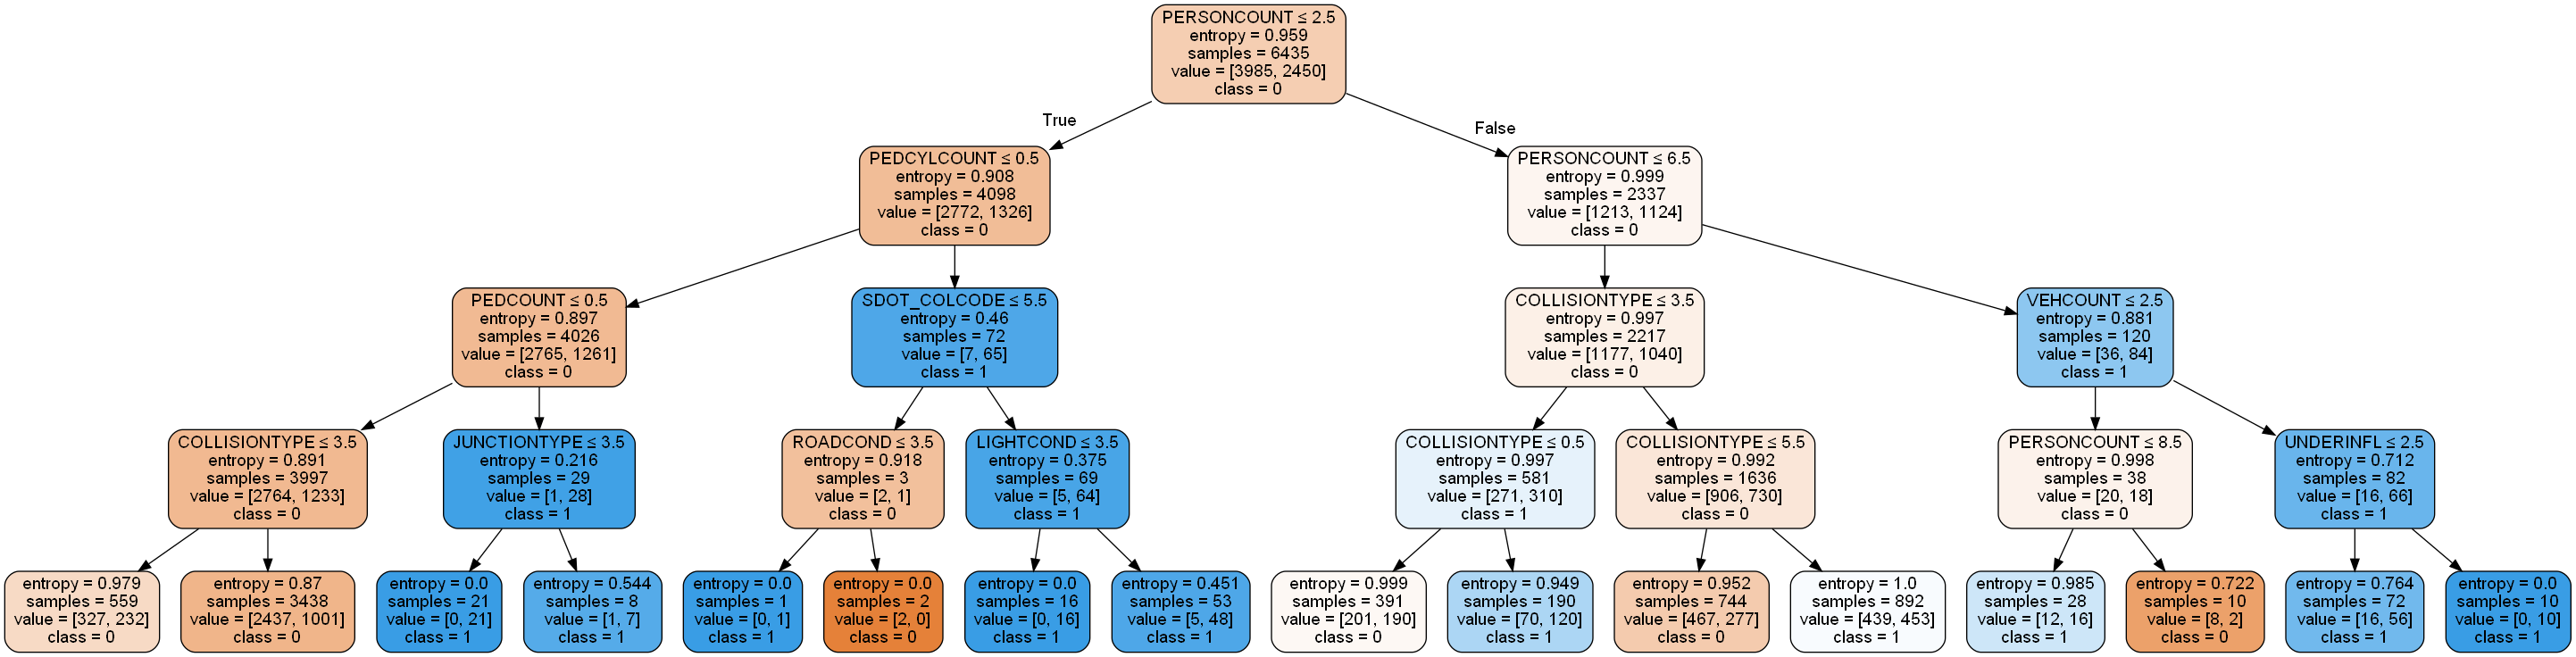 PERSONCOUNT ≤ 2.5
entropy = 0.959
samples = 6435
value = [3985, 2450]
class = 0
True
False
PEDCYLCOUNT ≤ 0.5
entropy = 0.908
samples = 4098
value = [2772, 1326]
class = 0
PERSONCOUNT ≤ 6.5
entropy = 0.999
samples = 2337
value = [1213, 1124]
class = 0
PEDCOUNT ≤ 0.5
entropy = 0.897
samples = 4026
value = [2765, 1261]
class = 0
SDOT_COLCODE ≤ 5.5
entropy = 0.46
samples = 72
value = [7, 65]
class = 1
COLLISIONTYPE ≤ 3.5
entropy = 0.997
samples = 2217
value = [1177, 1040]
class = 0
VEHCOUNT ≤ 2.5
entropy = 0.881
samples = 120
value = [36, 84]
class = 1
COLLISIONTYPE ≤ 3.5
entropy = 0.891
samples = 3997
value = [2764, 1233]
class = 0
JUNCTIONTYPE ≤ 3.5
entropy = 0.216
samples = 29
value = [1, 28]
class = 1
ROADCOND ≤ 3.5
entropy = 0.918
samples = 3
value = [2, 1]
class = 0
LIGHTCOND ≤ 3.5
entropy = 0.375
samples = 69
value = [5, 64]
class = 1
COLLISIONTYPE ≤ 0.5
entropy = 0.997
samples = 581
value = [271, 310]
class = 1
COLLISIONTYPE ≤ 5.5
entropy = 0.992
samples = 1636
value = [906, 730]
class = 0
PERSONCOUNT ≤ 8.5
entropy = 0.998
samples = 38
value = [20, 18]
class = 0
UNDERINFL ≤ 2.5
entropy = 0.712
samples = 82
value = [16, 66]
class = 1
entropy = 0.979
samples = 559
value = [327, 232]
class = 0
entropy = 0.87
samples = 3438
value = [2437, 1001]
class = 0
entropy = 0.0
samples = 21
value = [0, 21]
class = 1
entropy = 0.544
samples = 8
value = [1, 7]
class = 1
entropy = 0.0
samples = 1
value = [0, 1]
class = 1
entropy = 0.0
samples = 2
value = [2, 0]
class = 0
entropy = 0.0
samples = 16
value = [0, 16]
class = 1
entropy = 0.451
samples = 53
value = [5, 48]
class = 1
entropy = 0.999
samples = 391
value = [201, 190]
class = 0
entropy = 0.949
samples = 190
value = [70, 120]
class = 1
entropy = 0.952
samples = 744
value = [467, 277]
class = 0
entropy = 1.0
samples = 892
value = [439, 453]
class = 1
entropy = 0.985
samples = 28
value = [12, 16]
class = 1
entropy = 0.722
samples = 10
value = [8, 2]
class = 0
entropy = 0.764
samples = 72
value = [16, 56]
class = 1
entropy = 0.0
samples = 10
value = [0, 10]
class = 1